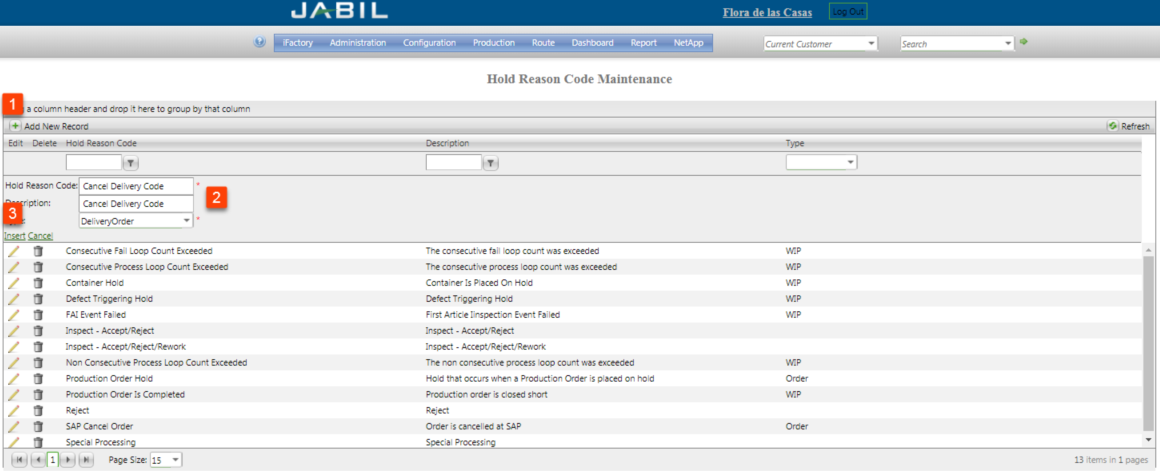 JABIL
Flora de las Casas Log Out
iFactory Administration Configuration Production Route Dashboard Report NetApp Current Customer Search
Hold Reason Code Maintenance
1 a column header and drop it here to group by that column
Add New Record Refresh
Edit Delete Hold Reason Code Description Type
Hold Reason Code: Cancel Delivery Code * 2
Description: Cancel Delivery Code
3 DeliveryOrder *
Insert Cancel
Consecutive Fail Loop Count Exceeded The consecutive fail loop count was exceeded WIP
Consecutive Process Loop Count Exceeded The consecutive process loop count was exceeded WIP
Container Hold Container Is Placed On Hold WIP
Defect Triggering Hold Defect Triggering Hold WIP
FAI Event Failed First Article Iinspection Event Failed WIP
Inspect - Accept/Reject Inspect - Accept/Reject
Inspect - Accept/Reject/Rework Inspect - Accept/Reject/Rework
Non Consecutive Process Loop Count Exceeded The non consecutive process loop count was exceeded WIP
Production Order Hold Hold that occurs when a Production Order is placed on hold Order
Production Order Is Completed Production order is closed short WIP
Reject Reject
SAP Cancel Order Order is cancelled at SAP Order
Special Processing Special Processing
1 Page Size: 15 13 items in 1 pages